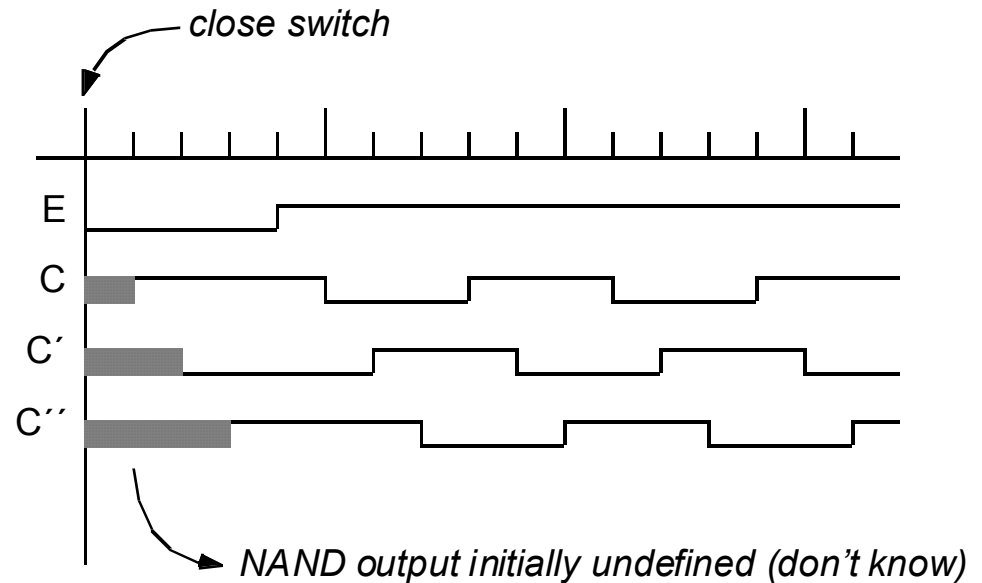 close switch
E
C
C´
C´´
NAND output initially undefined (don't know)